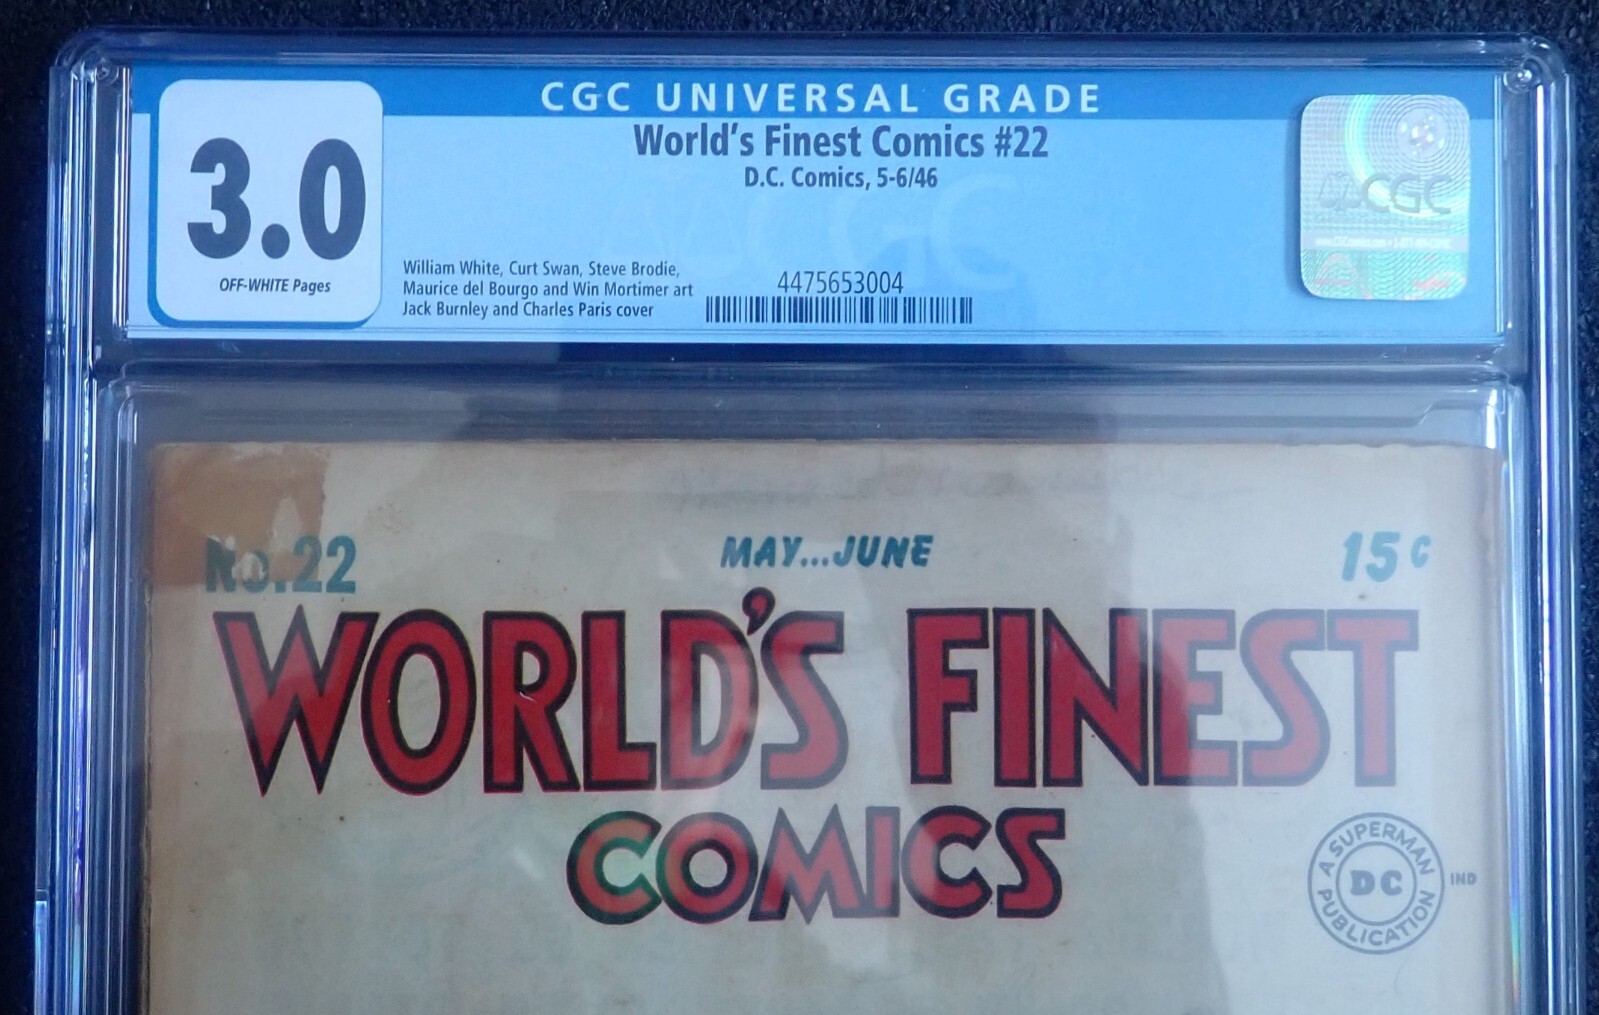 CGC UNIVERSAL GRADE
3.0
OFF-WHITE Pages
World's Finest Comics #22
D.C. Comics, 5-6/46
William White, Curt Swan, Steve Brodie,
Maurice del Bourgo and Win Mortimer art
Jack Burnley and Charles Paris cover
4475653004
CGC
CGC
No.22
MAY...JUNE
15¢
WORLD'S FINEST
COMICS
A SUPERMAN
DC
PUBLICATION
IND